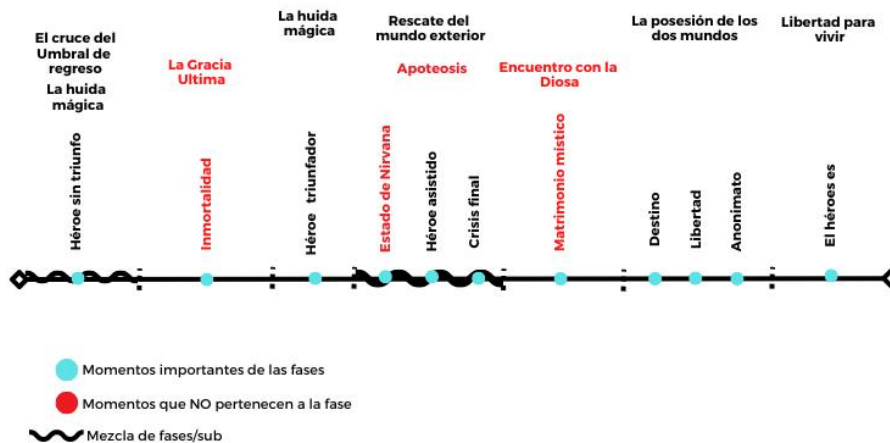 El cruce del
Umbral de
regreso
La huida
mágica
La Gracia
Ultima
La huida
mágica
Rescate del
mundo exterior
Apoteosis
Encuentro con la
Diosa
La posesión de los
dos mundos
Libertad para
vivir
Héroe sin triunfo
Inmortalidad
Héroe triunfador
Estado de Nirvana
Héroe asistido
Crisis final
Matrimonio místico
Destino
Libertad
Anonimato
El héroes es
Momentos importantes de las fases
Momentos que NO pertenecen a la fase
Mezcla de fases/sub